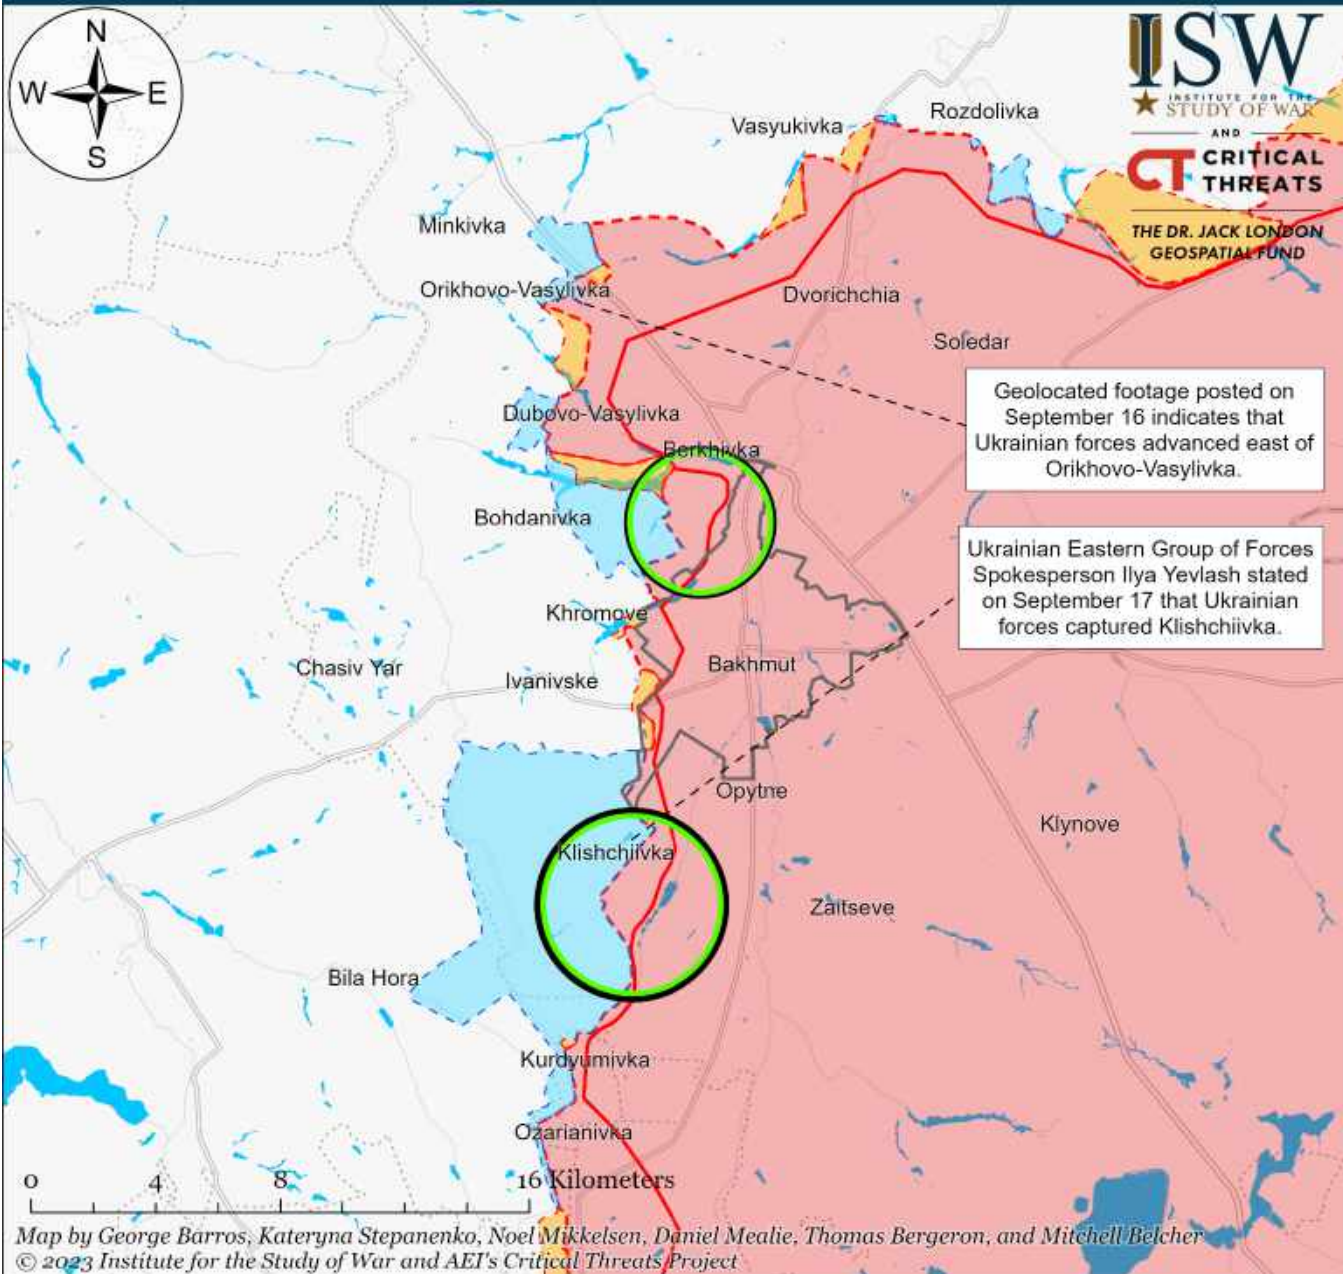 N
W E
S
ISW
INSTITUTE FOR THE
STUDY OF WAR
AND
CT CRITICAL
THREATS
THE DR. JACK LONDON
GEOSPATIAL FUND
Rozdolivka
Vasyukivka
Minkivka
Orikhovo-Vasylivka
Dvorichchia
Soledar
Geolocated footage posted on
September 16 indicates that
Ukrainian forces advanced east of
Orikhovo-Vasylivka.
Dubovo-Vasylivka
Berkhivka
Bohdanivka
Ukrainian Eastern Group of Forces
Spokesperson Ilya Yevlash stated
on September 17 that Ukrainian
forces captured Klishchiivka.
Khromove
Chasiv Yar
Ivanivske
Bakhmut
Opytne
Klynove
Klishchiivka
Zaitseve
Bila Hora
Kurdyumivka
Ozarianivka
0 4 8 16 Kilometers
Map by George Barros, Kateryna Stepanenko, Noel Mikkelsen, Daniel Mealie, Thomas Bergeron, and Mitchell Belcher
© 2023 Institute for the Study of War and AEI's Critical Threats Project